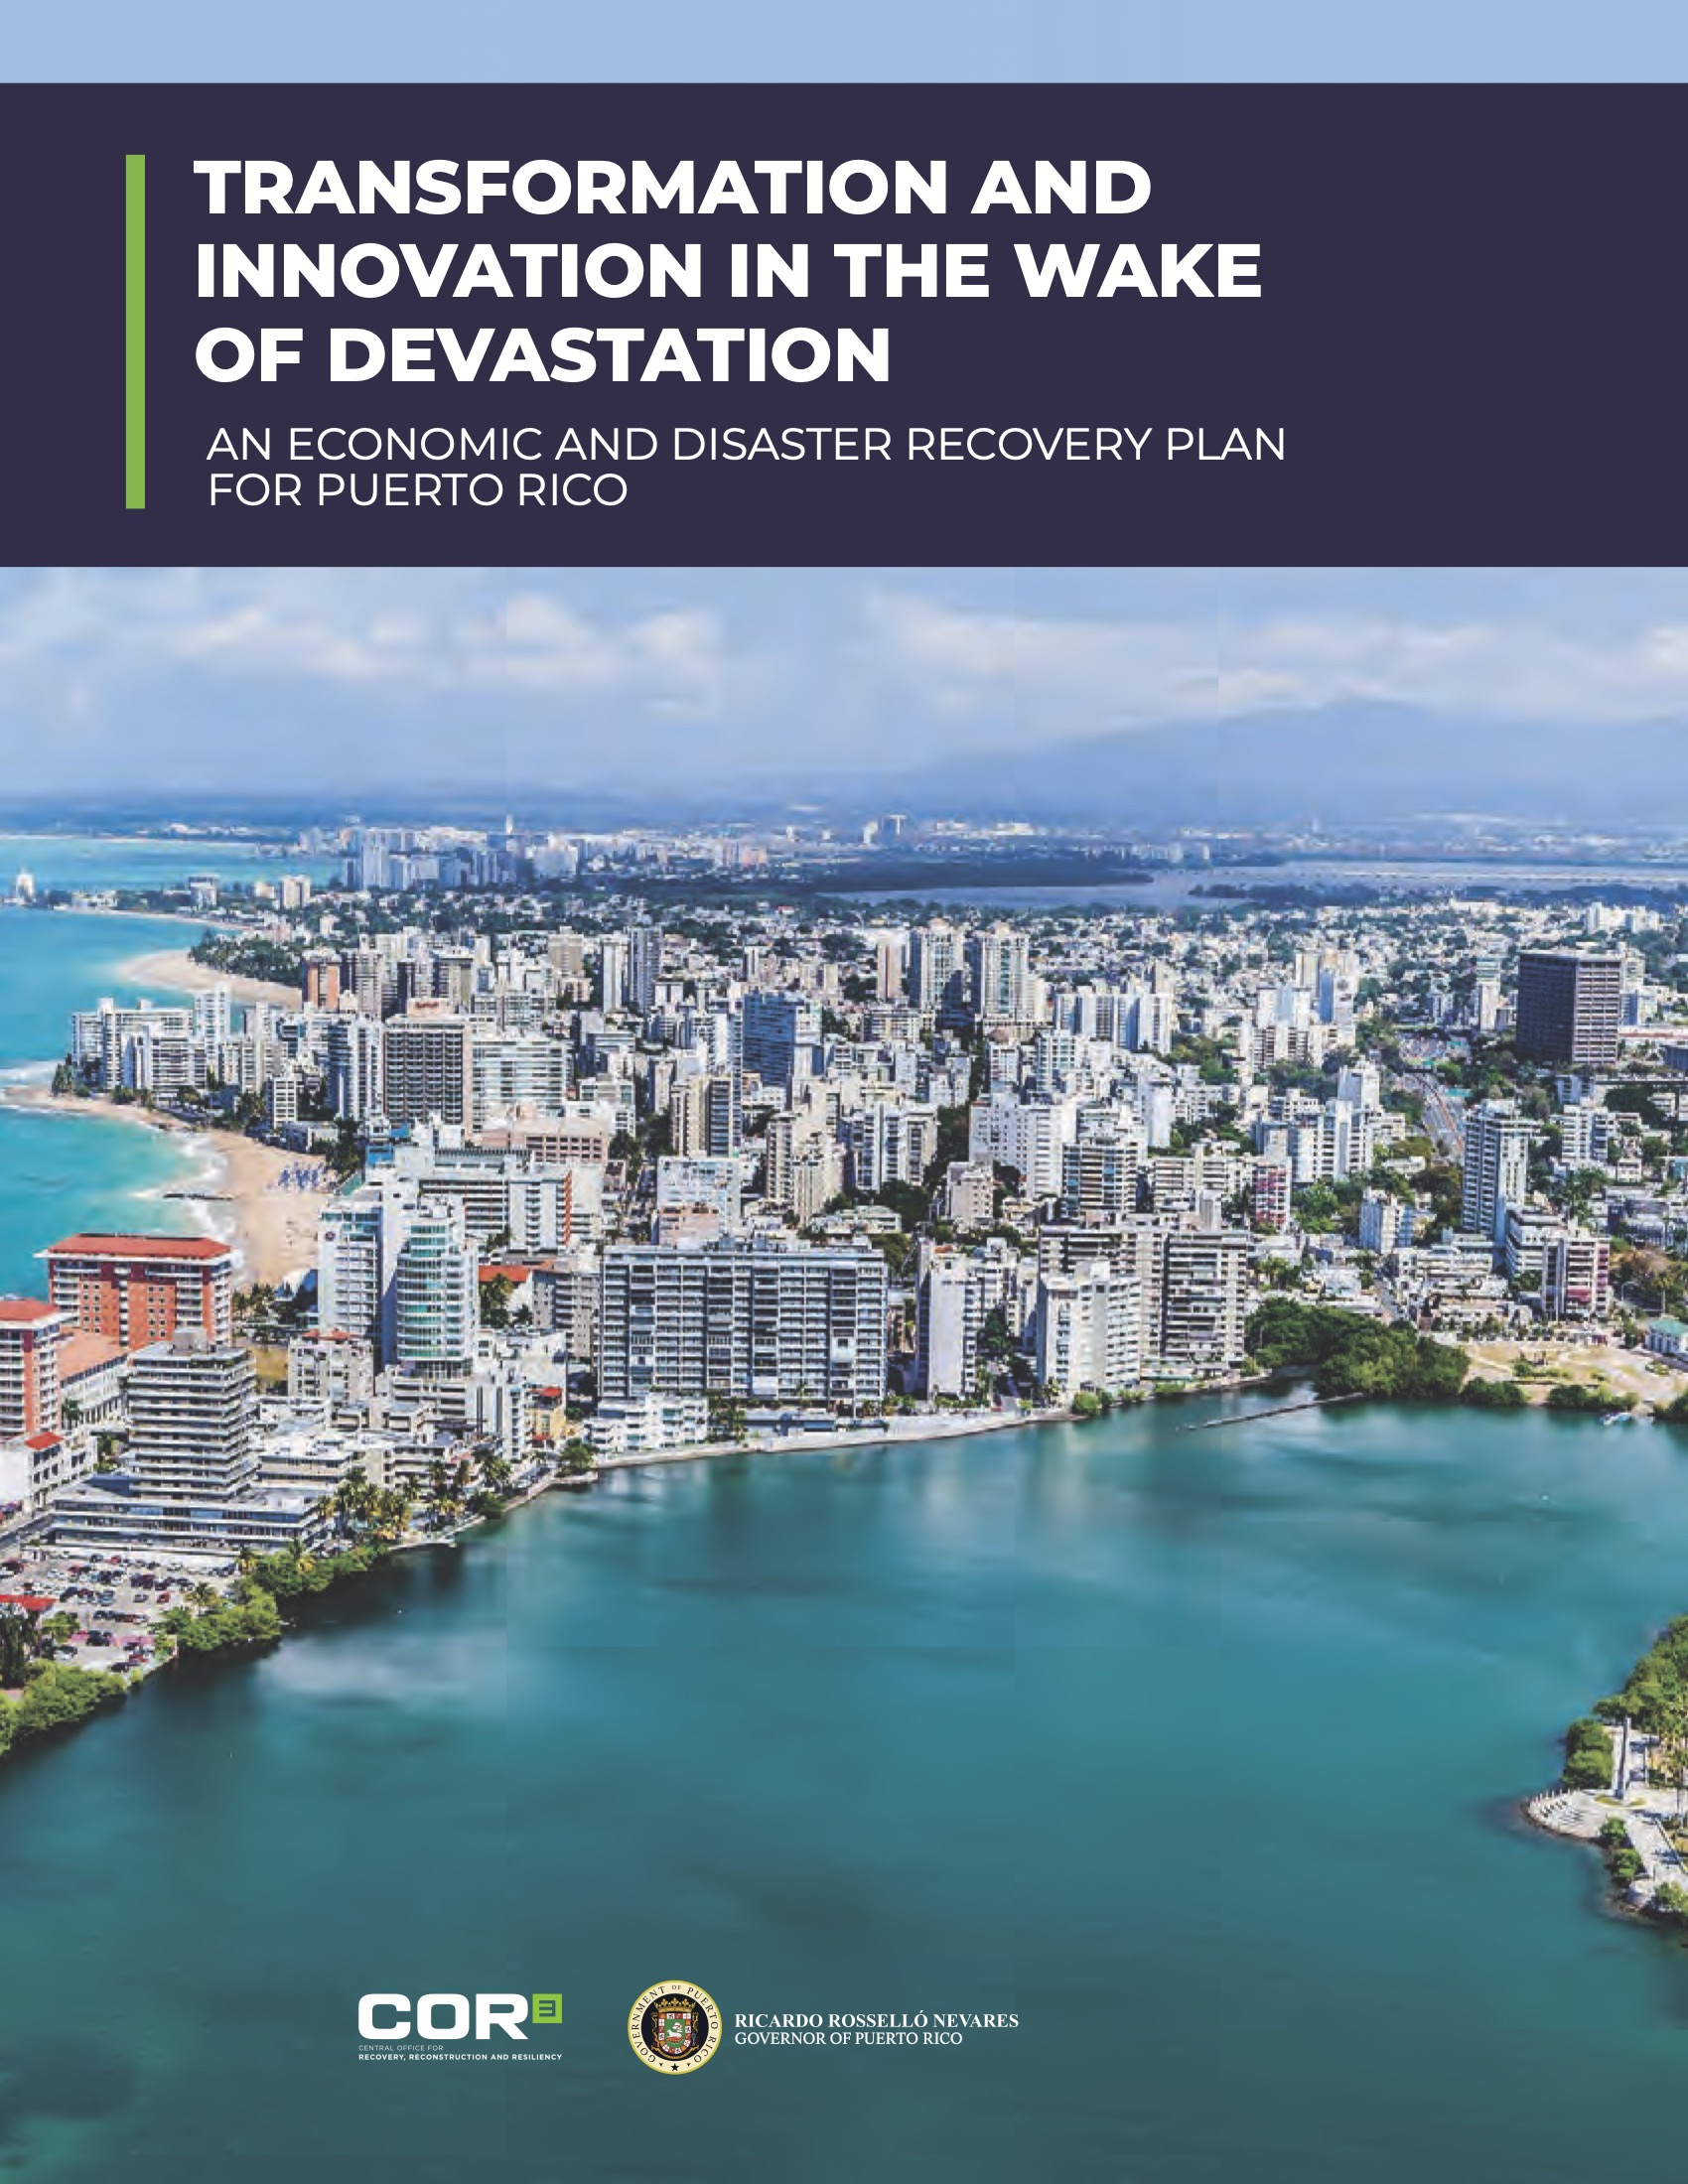 TRANSFORMATION AND
INNOVATION IN THE WAKE
OF DEVASTATION
AN ECONOMIC AND DISASTER RECOVERY PLAN
FOR PUERTO RICO
COR3
CENTRAL OFFICE FOR
RECOVERY, RECONSTRUCTION AND RESILIENCY
GOVERNMENT OF PUERTO RICO
RICARDO ROSSELLÓ NEVARES
GOVERNOR OF PUERTO RICO